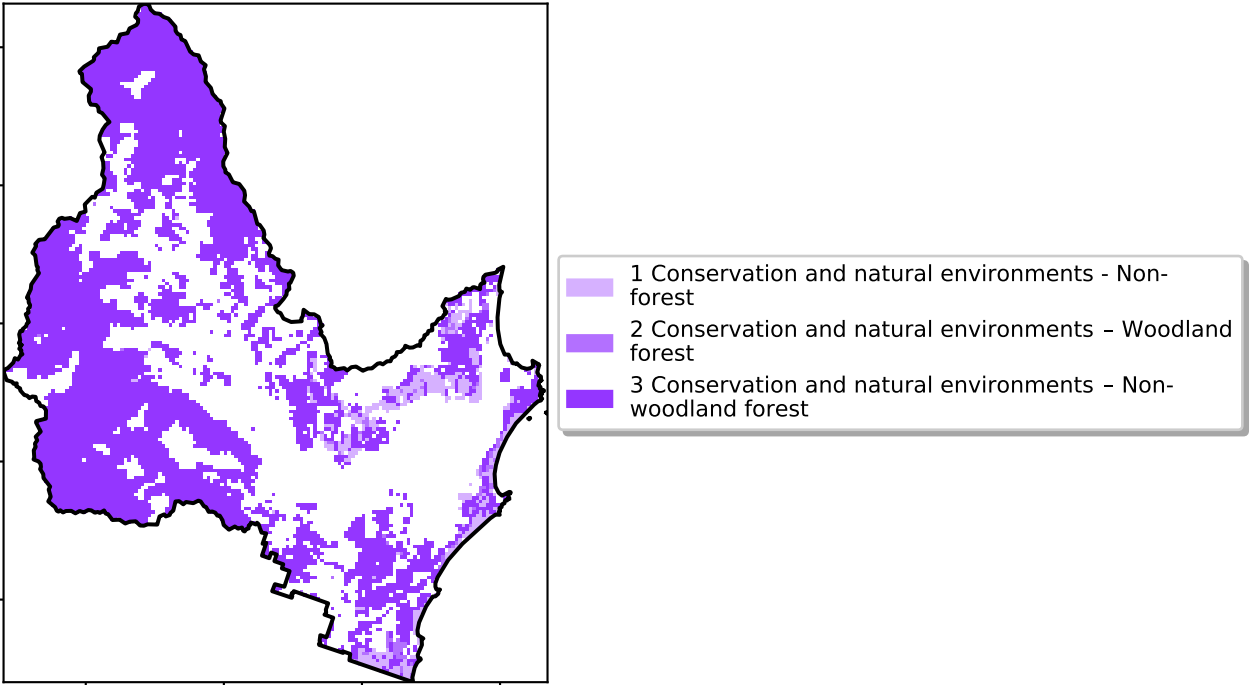 1 Conservation and natural environments - Non-
forest
2 Conservation and natural environments – Woodland
forest
3 Conservation and natural environments – Non-
woodland forest